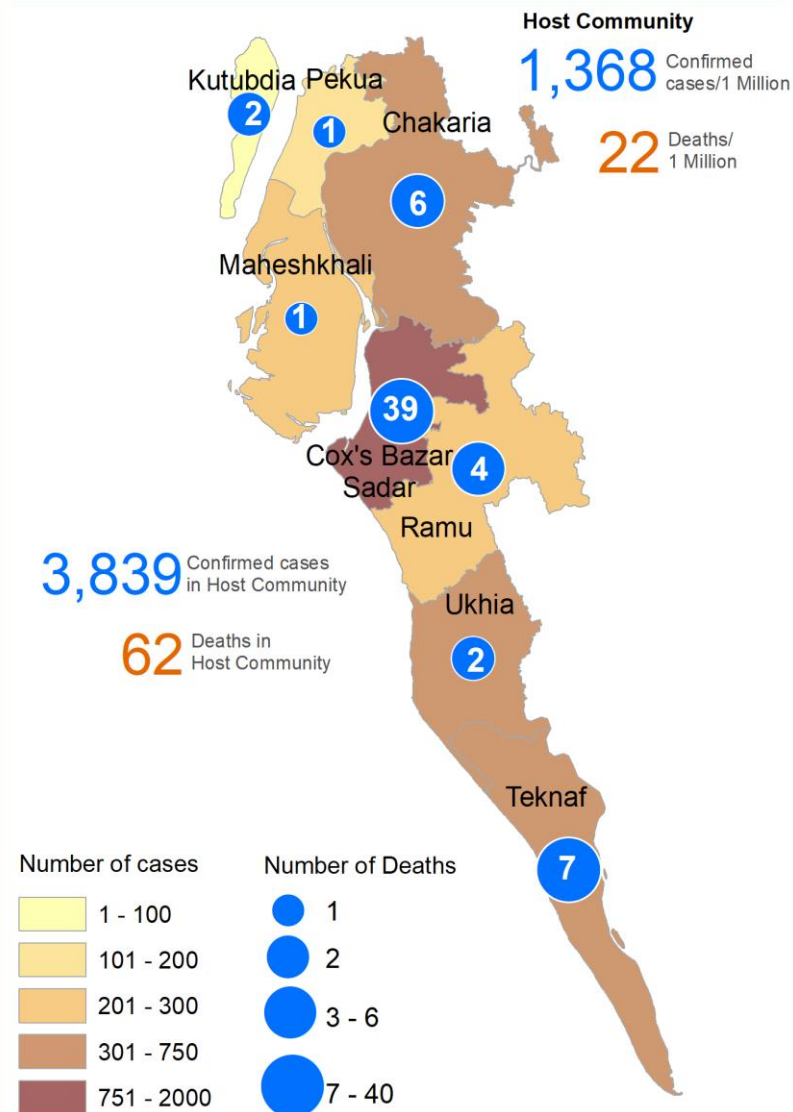 Host Community
1,368 Confirmed
cases/1 Million
22 Deaths/
1 Million
Kutubdia
Pekua
Chakaria
2
1
6
Maheshkhali
1
39
Cox's Bazar
Sadar
4
Ramu
3,839 Confirmed cases
in Host Community
62 Deaths in
Host Community
Ukhia
2
Teknaf
7
Number of cases
1 - 100
101 - 200
201 - 300
301 - 750
751 - 2000
Number of Deaths
1
2
3 - 6
7 - 40